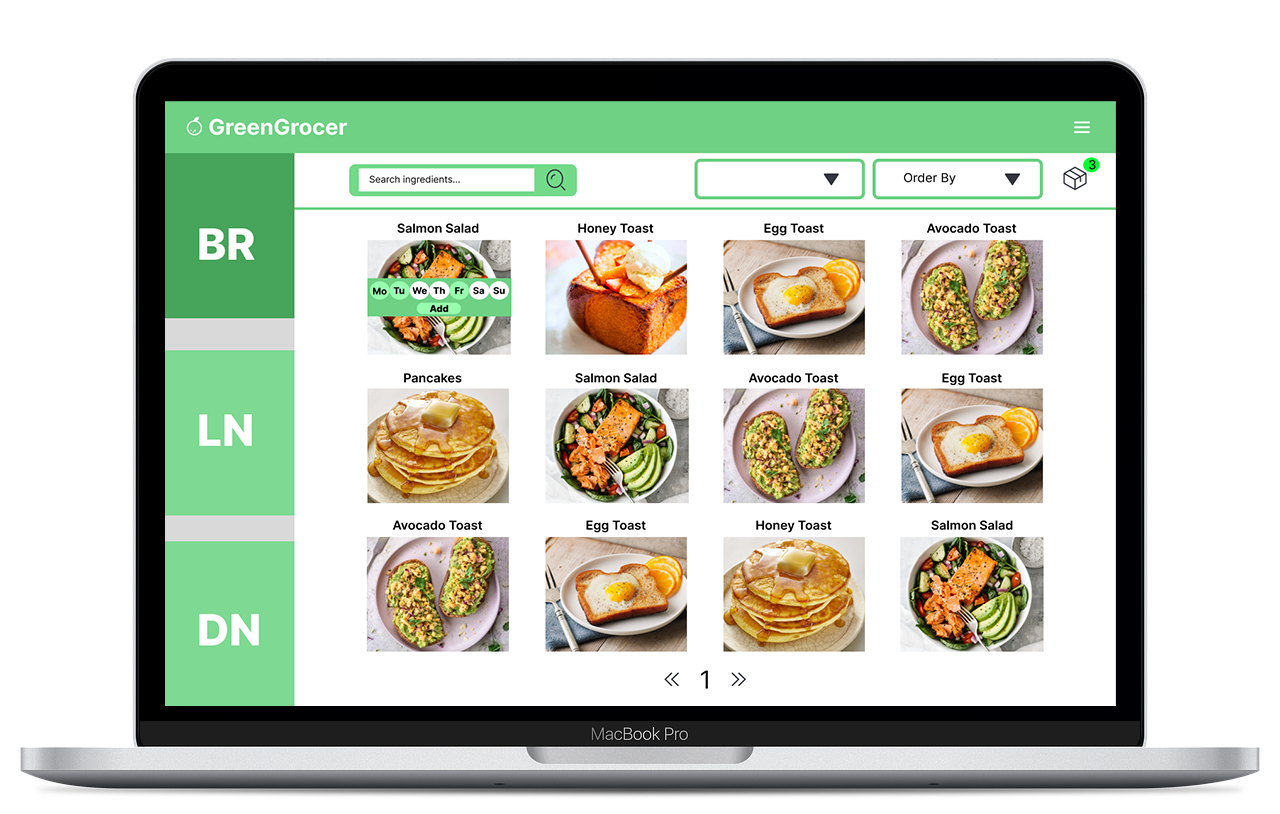 GreenGrocer
Search ingredients...
Order By
3
BR
LN
DN
Salmon Salad
Honey Toast
Egg Toast
Avocado Toast
Mo Tu We Th Fr Sa Su
Add
Pancakes
Salmon Salad
Avocado Toast
Egg Toast
Avocado Toast
Egg Toast
Honey Toast
Salmon Salad
1
MacBook Pro